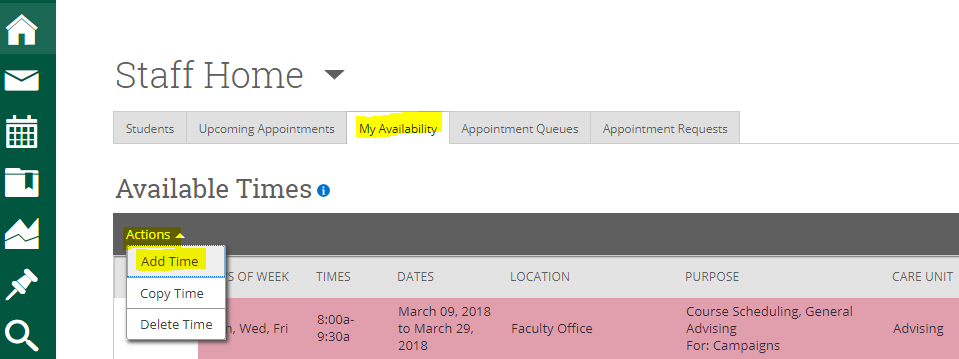 Staff Home
Students Upcoming Appointments My Availability Appointment Queues Appointment Requests
Available Times
Actions
Add Time
Copy Time
Delete Time
S OF WEEK TIMES DATES LOCATION PURPOSE CARE UNIT
, Wed, Fri
8:00a-
9:30a
March 09, 2018
to March 29,
2018
Faculty Office
Course Scheduling, General
Advising
For: Campaigns
Advising